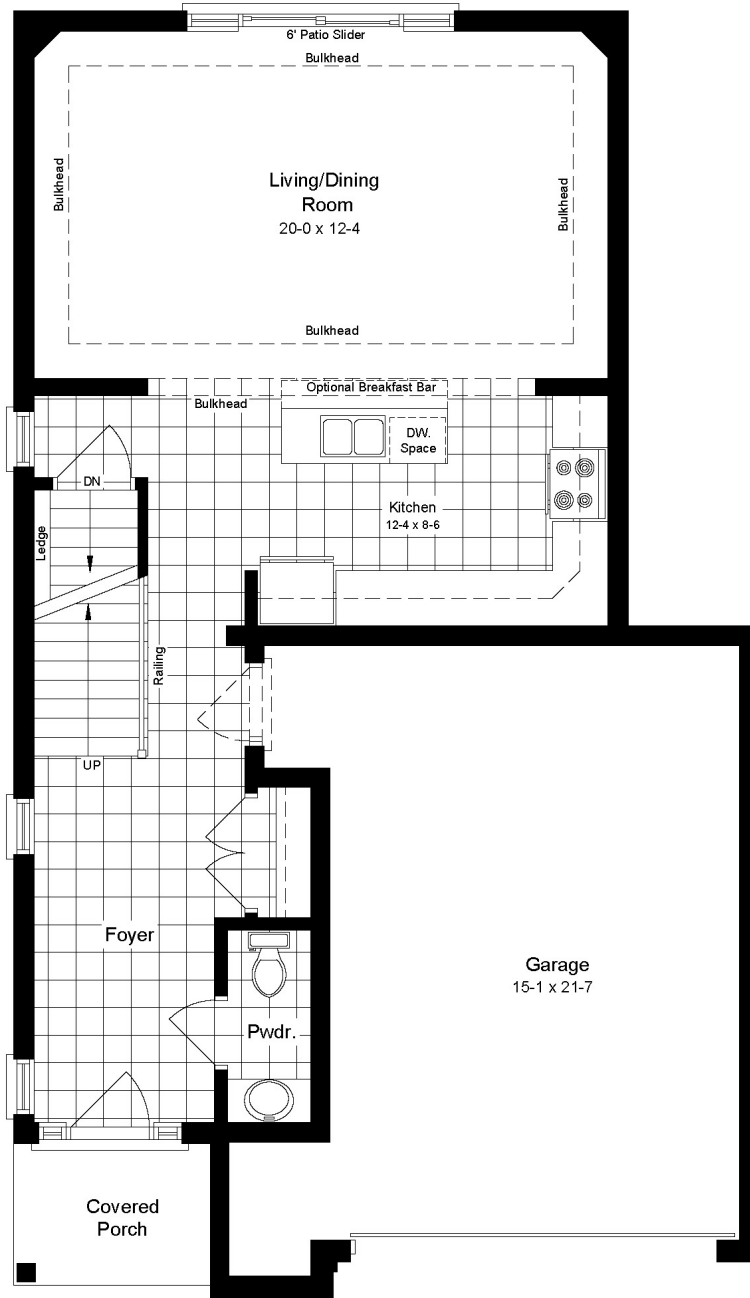 6' Patio Slider
Bulkhead
Bulkhead
Living/Dining
Room
20-0 x 12-4
Bulkhead
Bulkhead
Optional Breakfast Bar
Bulkhead
DW.
Space
DN
Kitchen
12-4 x 8-6
Ledge
Railing
UP
Foyer
Garage
15-1 x 21-7
Pwdr.
Covered
Porch